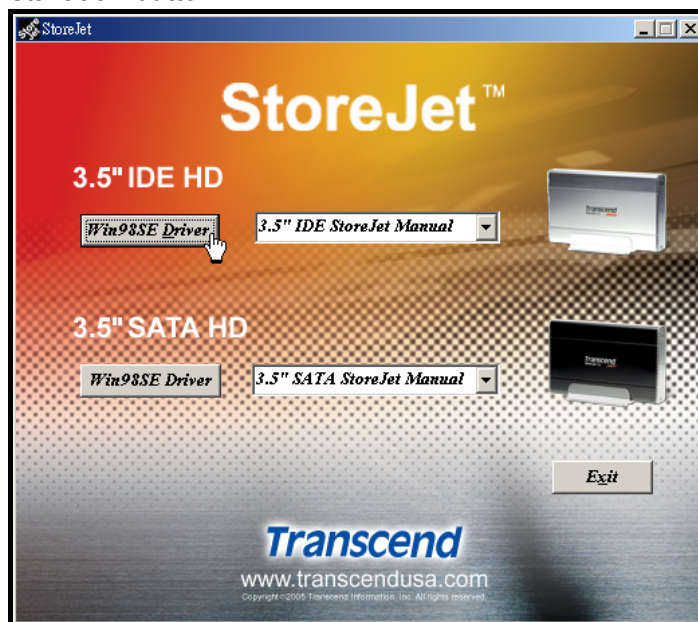 StoreJet
StoreJet™
3.5" IDE HD
Win98SE Driver
3.5" IDE StoreJet Manual
Transcend
3.5" SATA HD
Win98SE Driver
3.5" SATA StoreJet Manual
Transcend
Exit
Transcend
www.transcendusa.com
Copyright©2005 Transcend Information, Inc. All rights reserved.